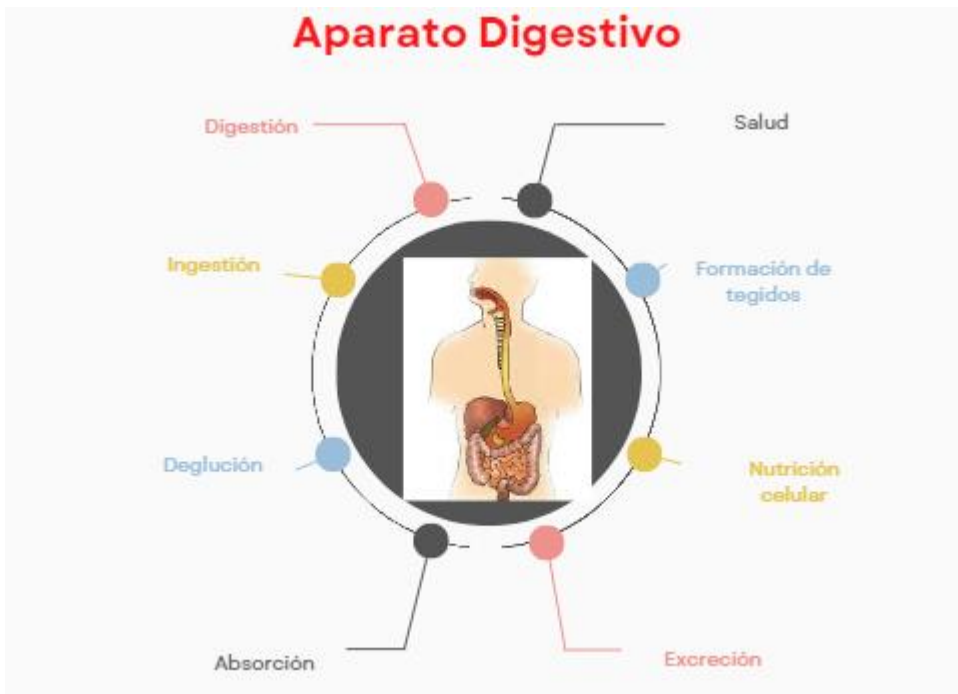 Aparato Digestivo
Digestión
Salud
Ingestión
Formación de
tegidos
Deglución
Nutrición
celular
Absorción
Excreción